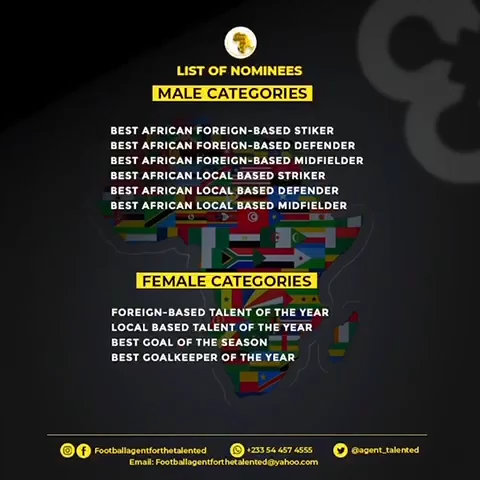 LIST OF NOMINEES
MALE CATEGORIES
BEST AFRICAN FOREIGN-BASED STIKER
BEST AFRICAN FOREIGN-BASED DEFENDER
BEST AFRICAN FOREIGN-BASED MIDFIELDER
BEST AFRICAN LOCAL BASED STRIKER
BEST AFRICAN LOCAL BASED DEFENDER
BEST AFRICAN LOCAL BASED MIDFIELDER
FEMALE CATEGORIES
FOREIGN-BASED TALENT OF THE YEAR
LOCAL BASED TALENT OF THE YEAR
BEST GOAL OF THE SEASON
BEST GOALKEEPER OF THE YEAR
Footballagentforthetalented +233 54 457 4555 @agent_talented
Email: Footballagentforthetalented@yahoo.com